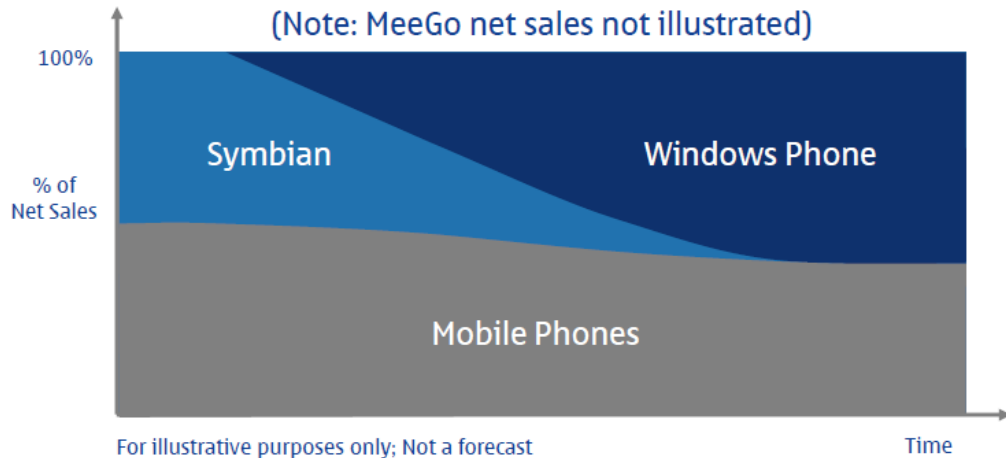 (Note: MeeGo net sales not illustrated)
100%
Symbian
Windows Phone
% of
Net Sales
Mobile Phones
For illustrative purposes only; Not a forecast
Time